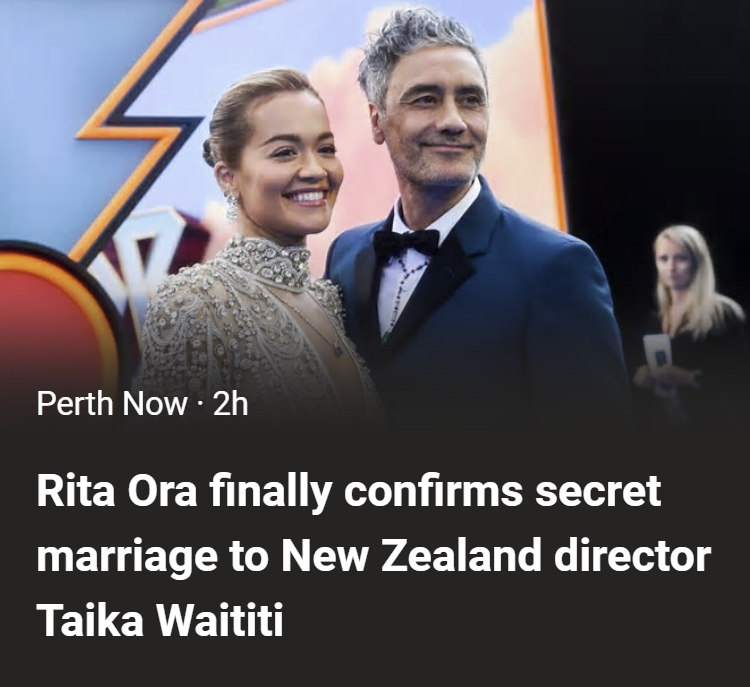 Perth Now · 2h
Rita Ora finally confirms secret
marriage to New Zealand director
Taika Waititi